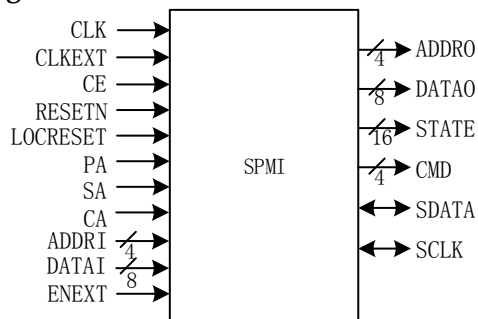 CLK
CLKEXT
CE
RESETN
LOCRESET
PA
SA
CA
ADDRI
4
DATAI
8
ENEXT
SPMI
4
ADDRO
8
DATAO
16
STATE
4
CMD
SDATA
SCLK